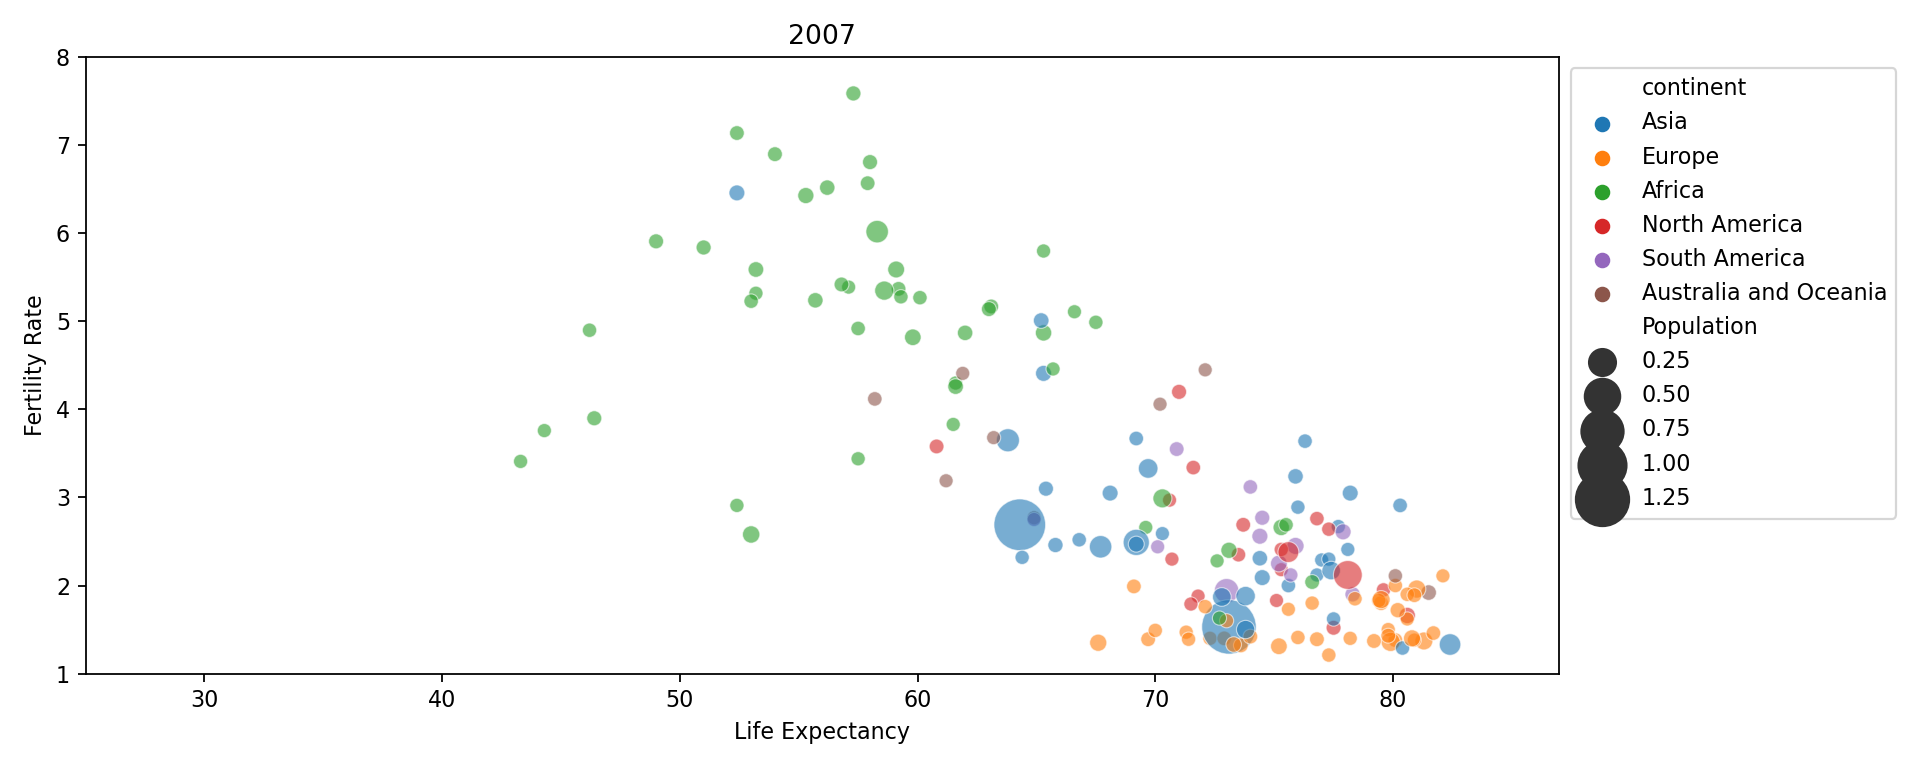 2007
8
7
6
5
4
3
2
1
Fertility Rate
30 40 50 60 70 80
Life Expectancy
continent
Asia
Europe
Africa
North America
South America
Australia and Oceania
Population
0.25
0.50
0.75
1.00
1.25